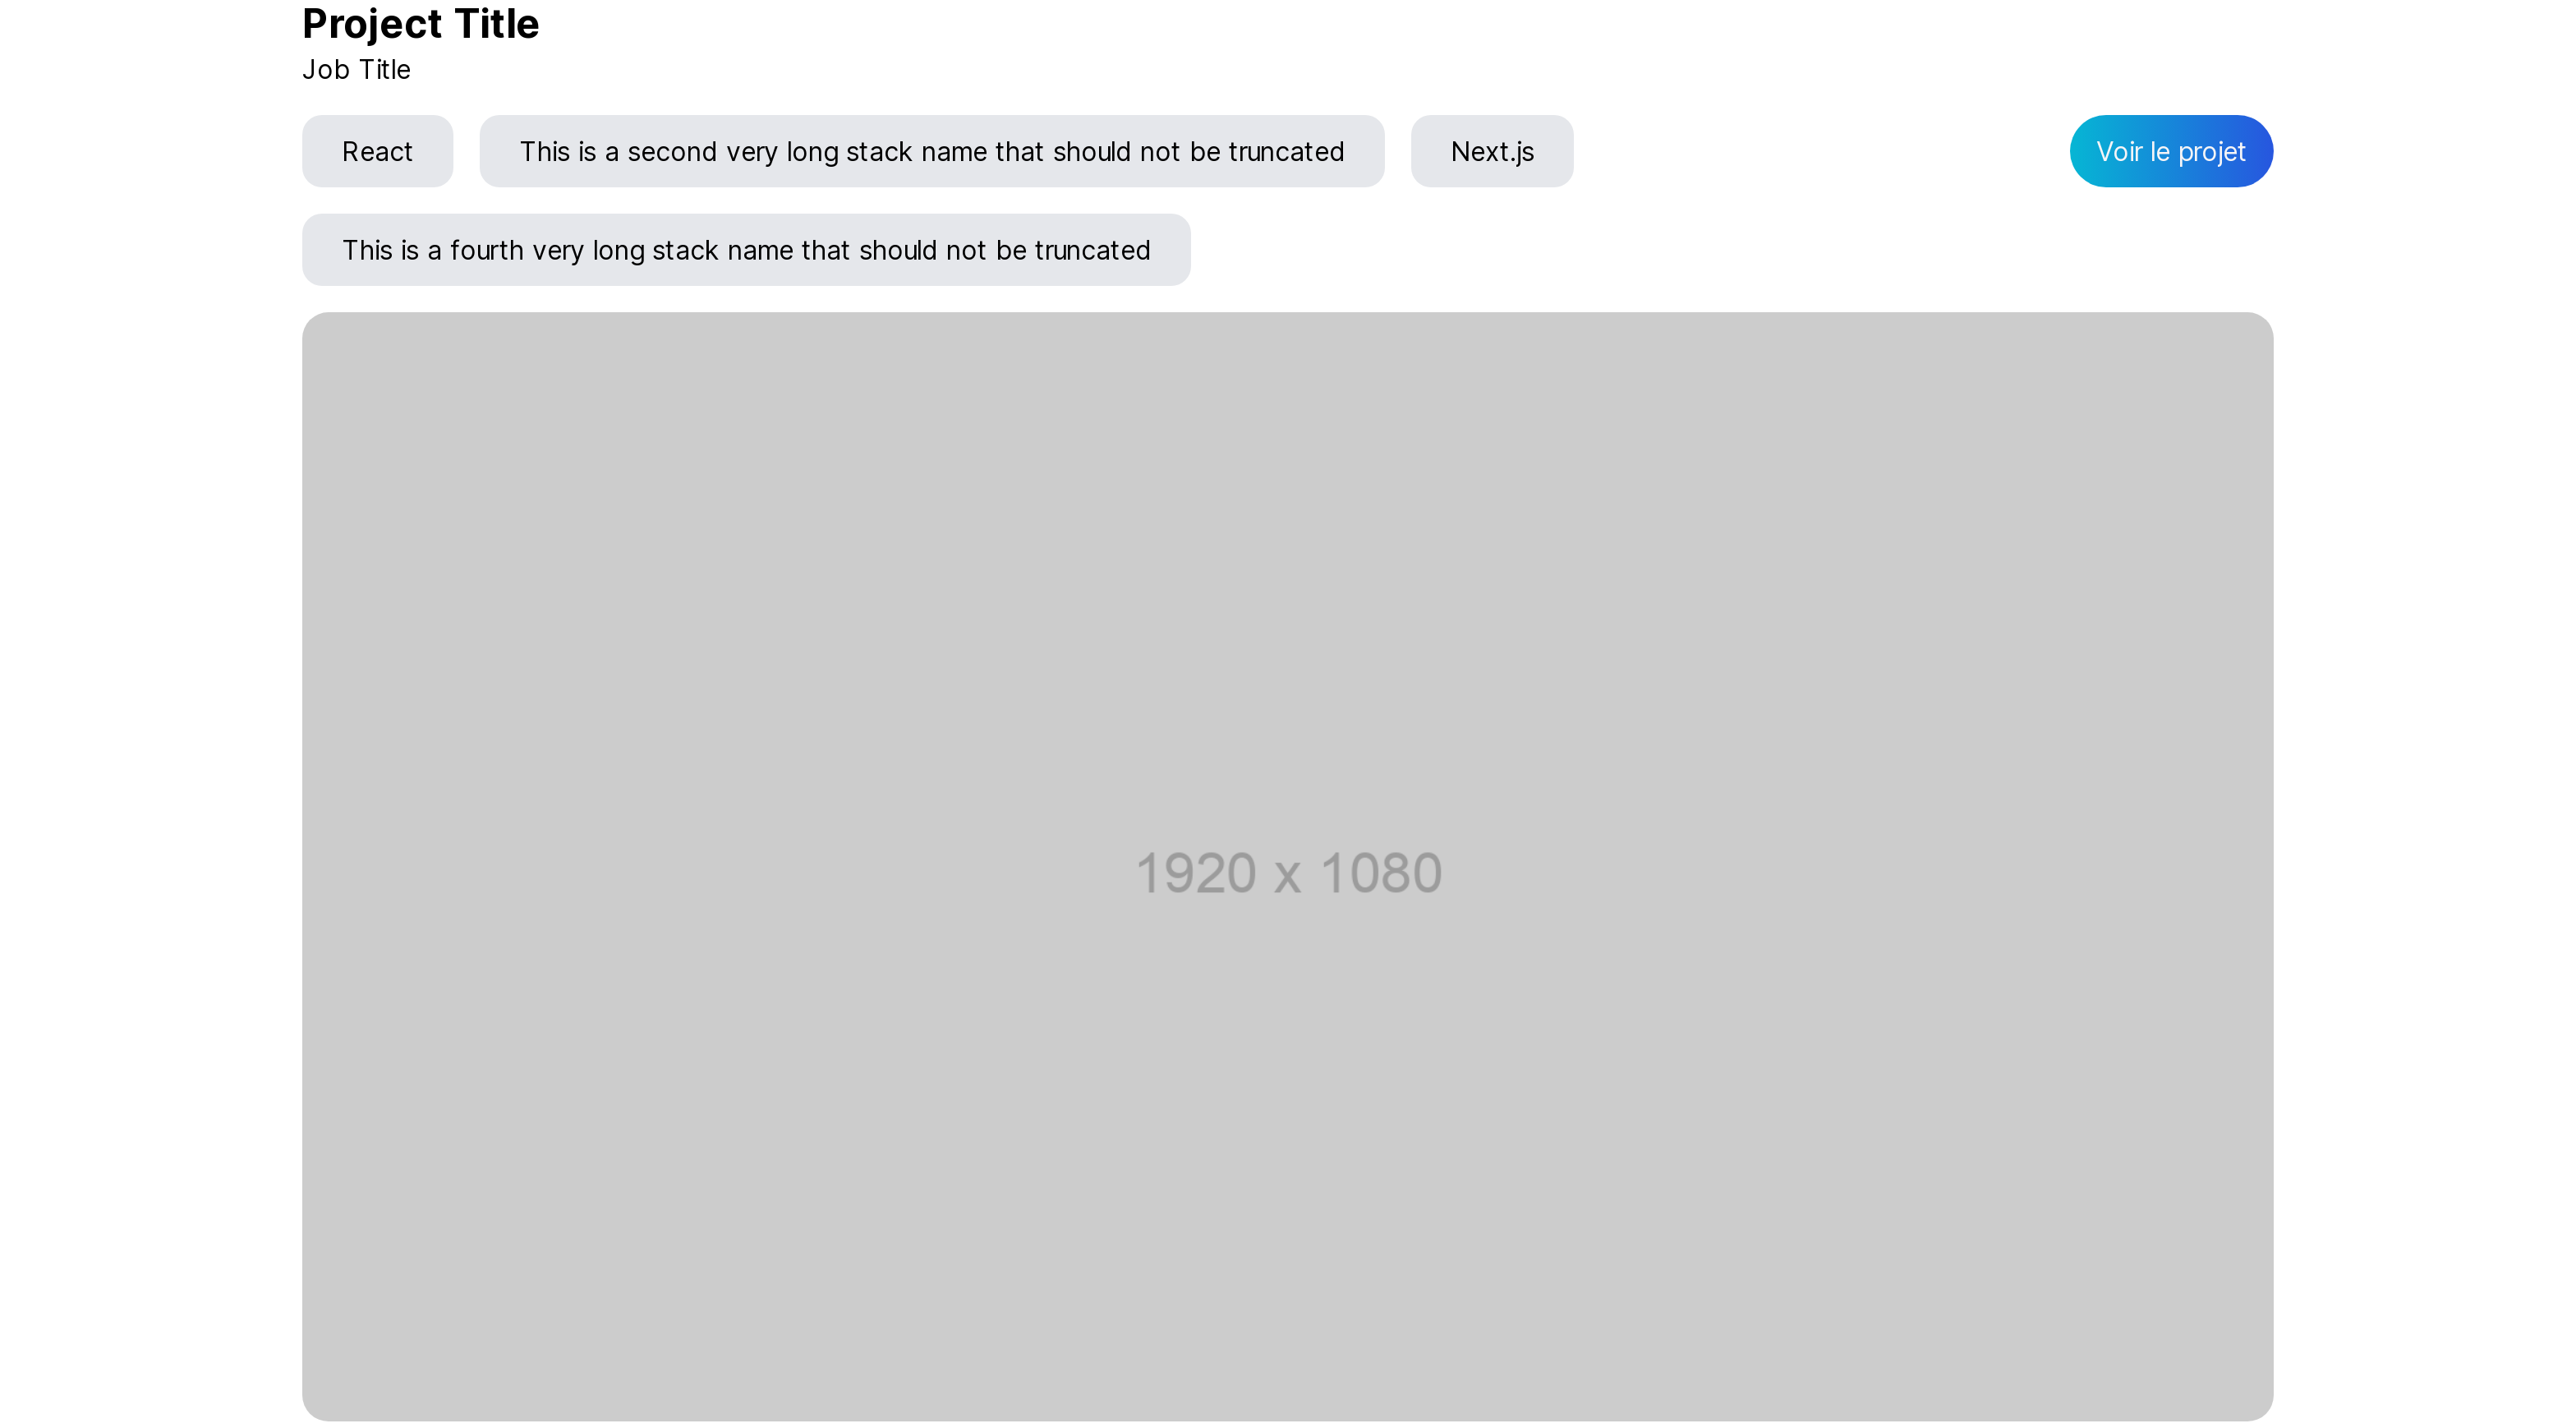 Project Title
Job Title
React
This is a second very long stack name that should not be truncated
Next.js
Voir le projet
This is a fourth very long stack name that should not be truncated
1920 x 1080